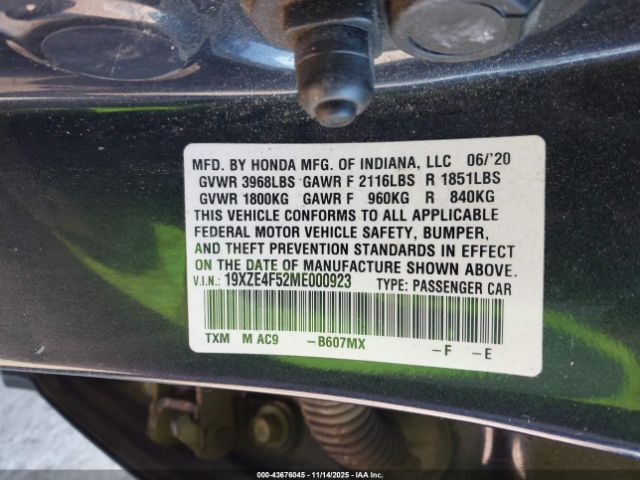 MFD. BY HONDA MFG. OF INDIANA, LLC 06/'20
GVWR 3968LBS GAWR F 2116LBS R 1851LBS
GVWR 1800KG GAWR F 960KG R 840KG
THIS VEHICLE CONFORMS TO ALL APPLICABLE
FEDERAL MOTOR VEHICLE SAFETY, BUMPER,
AND THEFT PREVENTION STANDARDS IN EFFECT
ON THE DATE OF MANUFACTURE SHOWN ABOVE.
V.I.N.: 19XZE4F52ME000923 TYPE: PASSENGER CAR
TXM M AC9 -B607MX -F -E
000-43676045 11/14/2025 IAA Inc.